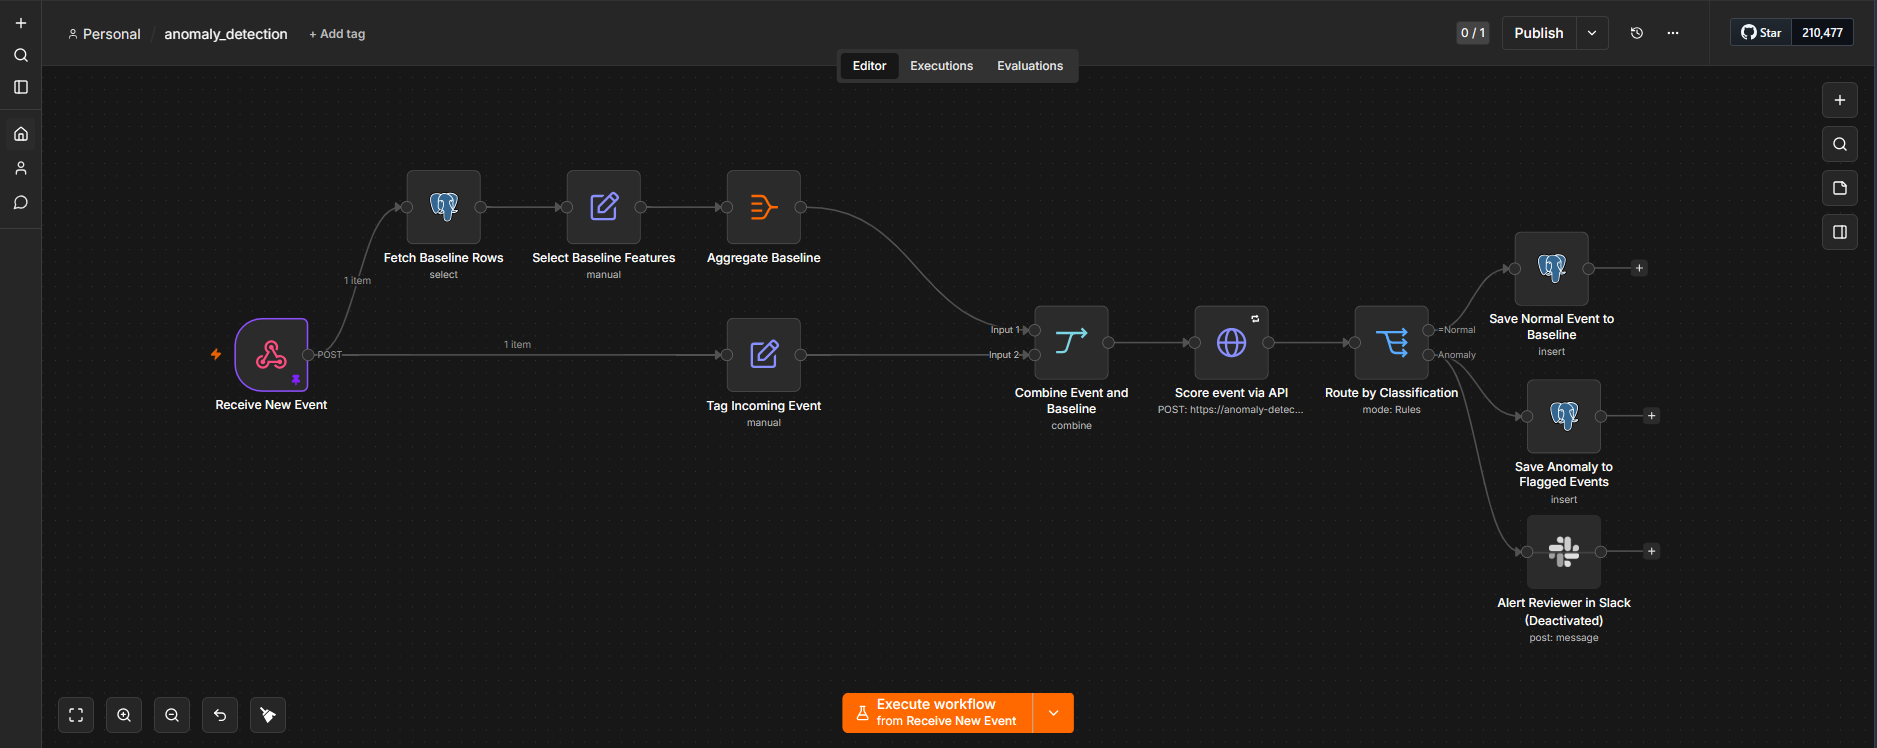 Personal / anomaly_detection + Add tag
0 / 1 Publish Star 210,477
Editor Executions Evaluations
Fetch Baseline Rows
select
Select Baseline Features
manual
Aggregate Baseline
1 item
POST
Receive New Event
1 item
Tag Incoming Event
manual
Input 1
Input 2
Combine Event and
Baseline
combine
Score event via API
POST: https://anomaly-detec...
Route by Classification
mode: Rules
=Normal
Anomaly
Save Normal Event to
Baseline
insert
Save Anomaly to
Flagged Events
insert
Alert Reviewer in Slack
(Deactivated)
post: message
Execute workflow
from Receive New Event